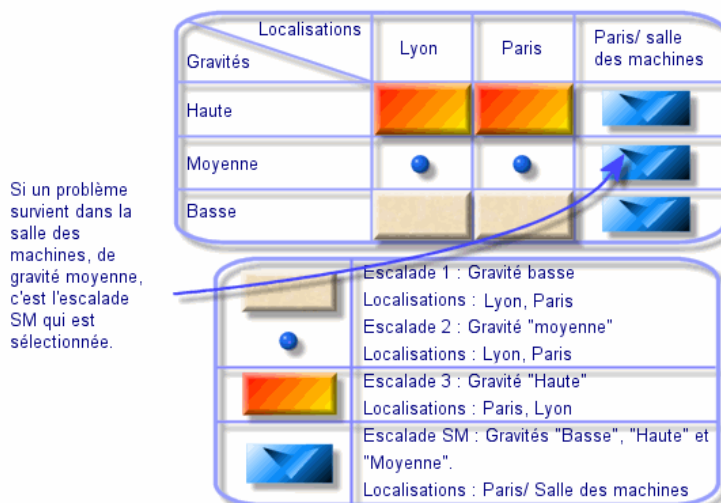 Localisations
Gravités
Lyon
Paris
Paris/ salle
des machines
Haute
Moyenne
Basse
Si un problème
survient dans la
salle des
machines, de
gravité moyenne,
c'est l'escalade
SM qui est
sélectionnée.
Escalade 1 : Gravité basse
Localisations : Lyon, Paris
Escalade 2 : Gravité "moyenne"
Localisations : Lyon, Paris
Escalade 3 : Gravité "Haute"
Localisations : Paris, Lyon
Escalade SM : Gravités "Basse", "Haute" et
"Moyenne".
Localisations : Paris/ Salle des machines